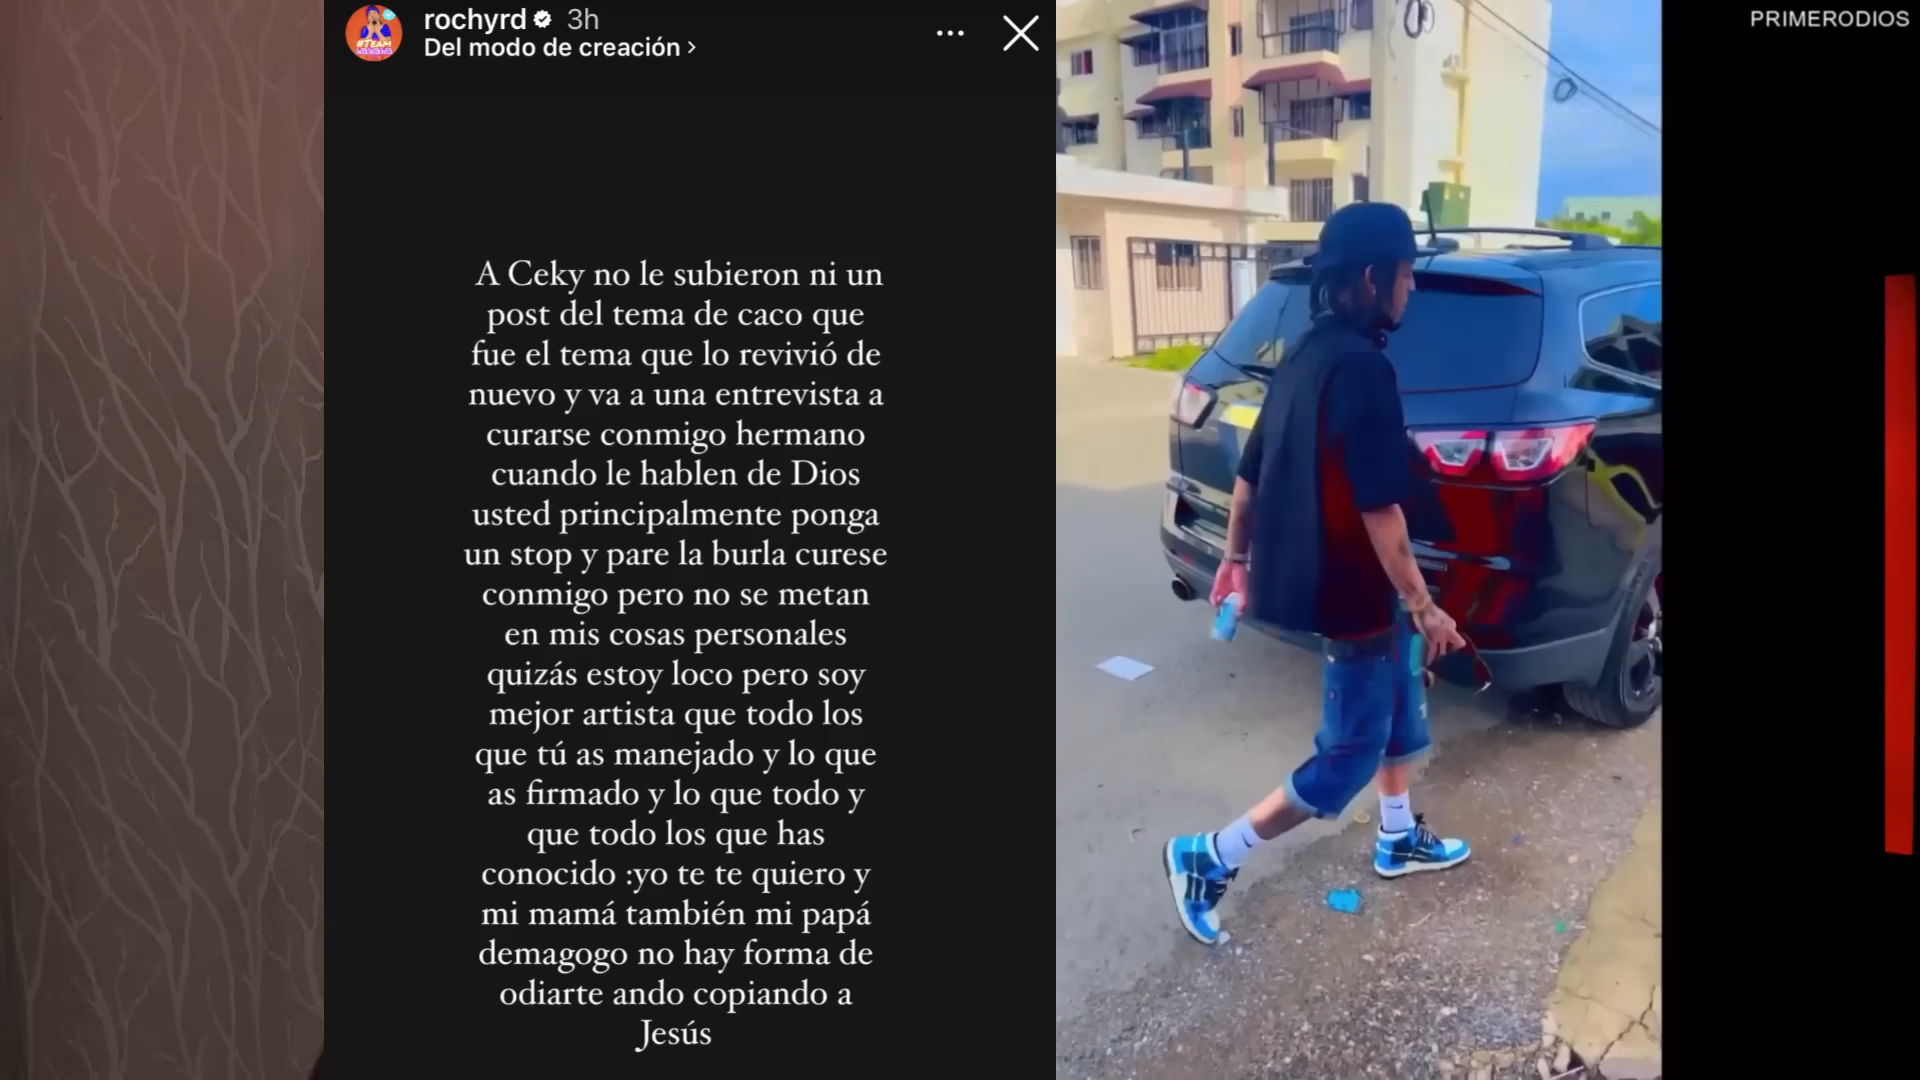 rochyrd 3h
Del modo de creación
#TEAM
WAWAWA
A Ceky no le subieron ni un
post del tema de caco que
fue el tema que lo revivió de
nuevo y va a una entrevista a
curarse conmigo hermano
cuando le hablen de Dios
usted principalmente ponga
un stop y pare la burla curese
conmigo pero no se metan
en mis cosas personales
quizás estoy loco pero soy
mejor artista que todo los
que tú as manejado y lo que
as firmado y lo que todo y
que todo los que has
conocido :yo te te quiero y
mi mamá también mi papá
demagogo no hay forma de
odiarte ando copiando a
Jesús
PRIMERODIOS